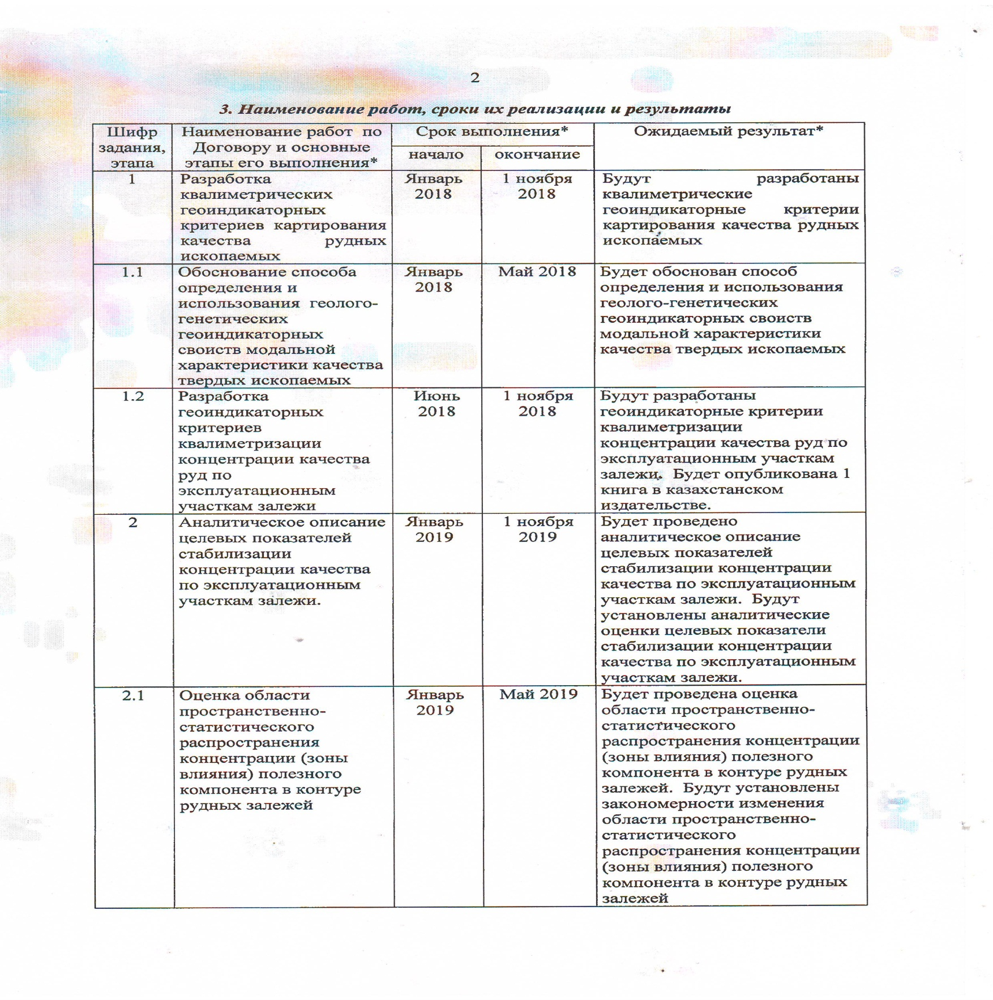 2
3. Наименование работ, сроки их реализации и результаты
Шифр
задания,
этапа
Наименование работ по
Договору и основные
этапы его выполнения*
Срок выполнения*
начало
окончание
Ожидаемый результат*
1
Разработка
квалиметрических
геоиндикаторных
критериев картирования
качества рудных
ископаемых
Январь
2018
1 ноября
2018
Будут разработаны
квалиметрические
геоиндикаторные критерии
картирования качества рудных
ископаемых
1.1
Обоснование способа
определения и
использования геолого-
генетических
геоиндикаторных
свойств модальной
характеристики качества
твердых ископаемых
Январь
2018
Май 2018
Будет обоснован способ
определения и использования
геолого-генетических
геоиндикаторных свойств
модальной характеристики
качества твердых ископаемых
1.2
Разработка
геоиндикаторных
критериев
квалиметризации
концентрации качества
руд по
эксплуатационным
участкам залежи
Июнь
2018
1 ноября
2018
Будут разработаны
геоиндикаторные критерии
квалиметризации
концентрации качества руд по
эксплуатационным участкам
залежи. Будет опубликована 1
книга в казахстанском
издательстве.
2
Аналитическое описание
целевых показателей
стабилизации
концентрации качества
по эксплуатационным
участкам залежи.
Январь
2019
1 ноября
2019
Будет проведено
аналитическое описание
целевых показателей
стабилизации концентрации
качества по эксплуатационным
участкам залежи. Будут
установлены аналитические
оценки целевых показатели
стабилизации концентрации
качества по эксплуатационным
участкам залежи.
2.1
Оценка области
пространственно-
статистического
распространения
концентрации (зоны
влияния) полезного
компонента в контуре
рудных залежей
Январь
2019
Май 2019
Будет проведена оценка
области пространственно-
статистического
распространения концентрации
(зоны влияния) полезного
компонента в контуре рудных
залежей. Будут установлены
закономерности изменения
области пространственно-
статистического
распространения концентрации
(зоны влияния) полезного
компонента в контуре рудных
залежей